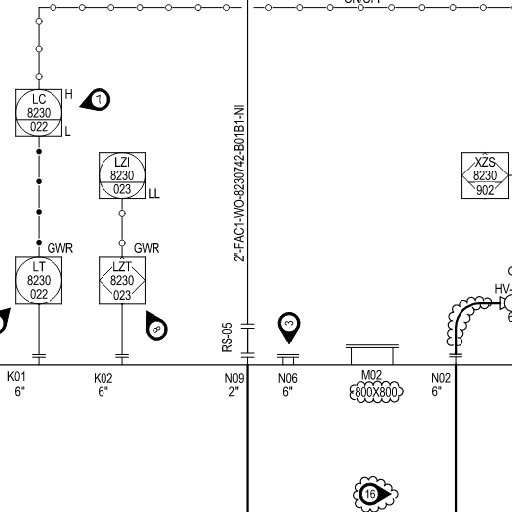 LC
8230
022
H
L
7
LZI
8230
023
LL
2"-FAC1-WO-8230742-B01B1-NI
XZS
8230
902
GWR
LT
8230
022
GWR
LZT
8230
023
8
RS-05
3
HV-
K01
6"
K02
6"
N09
2"
N06
6"
M02
800X800
N02
6"
16